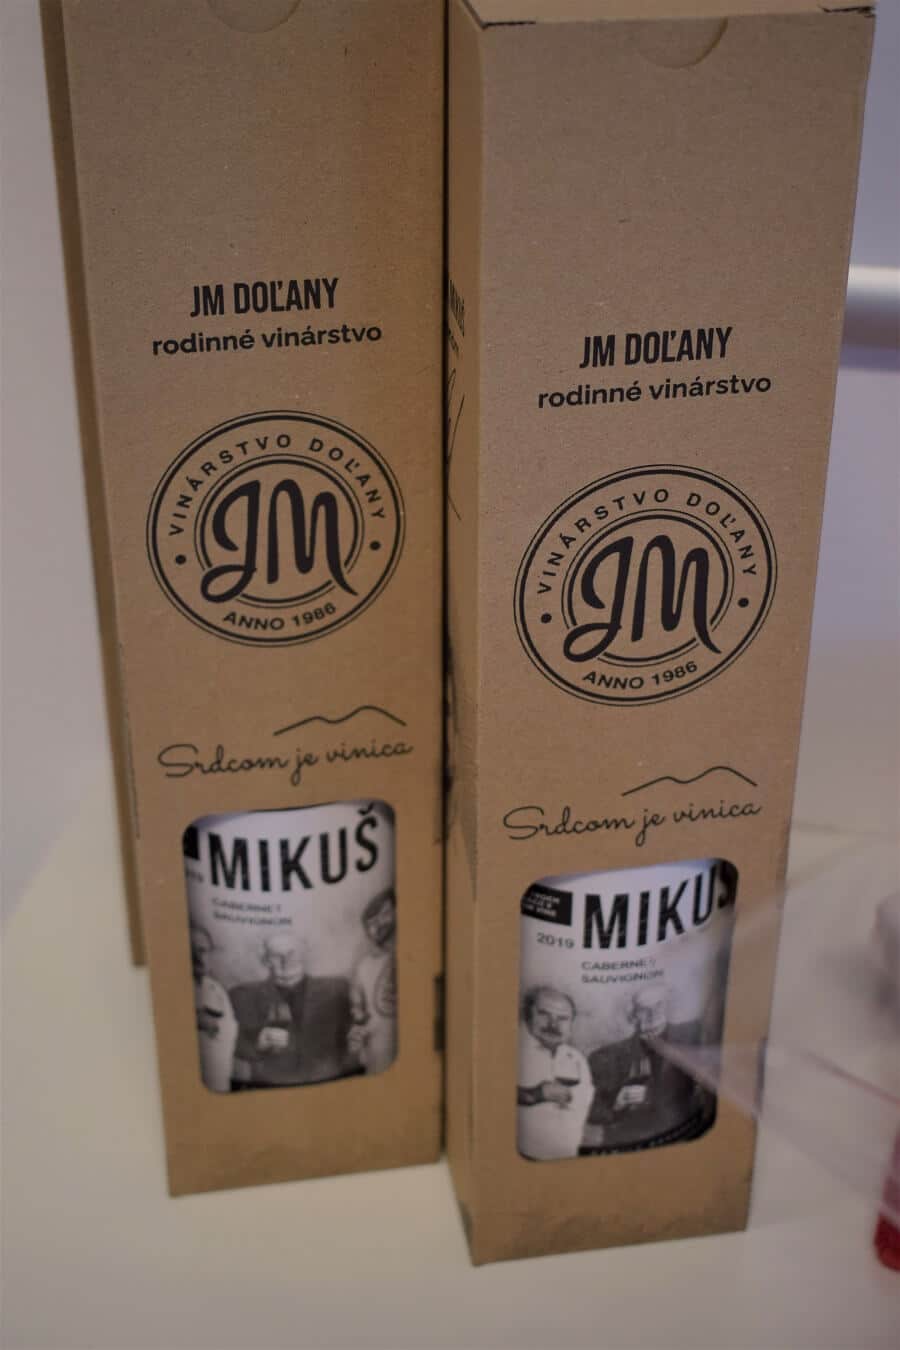 JM DOĽANY
rodinné vinárstvo
VINÁRSTVO DOĽANY
JM
ANNO 1986
Srdcom je vinica
MIKUŠ
CABERNET
SAUVIGNON
JM DOĽANY
rodinné vinárstvo
VINÁRSTVO DOĽANY
JM
ANNO 1986
Srdcom je vinica
MIKUŠ
2019
CABERNET
SAUVIGNON